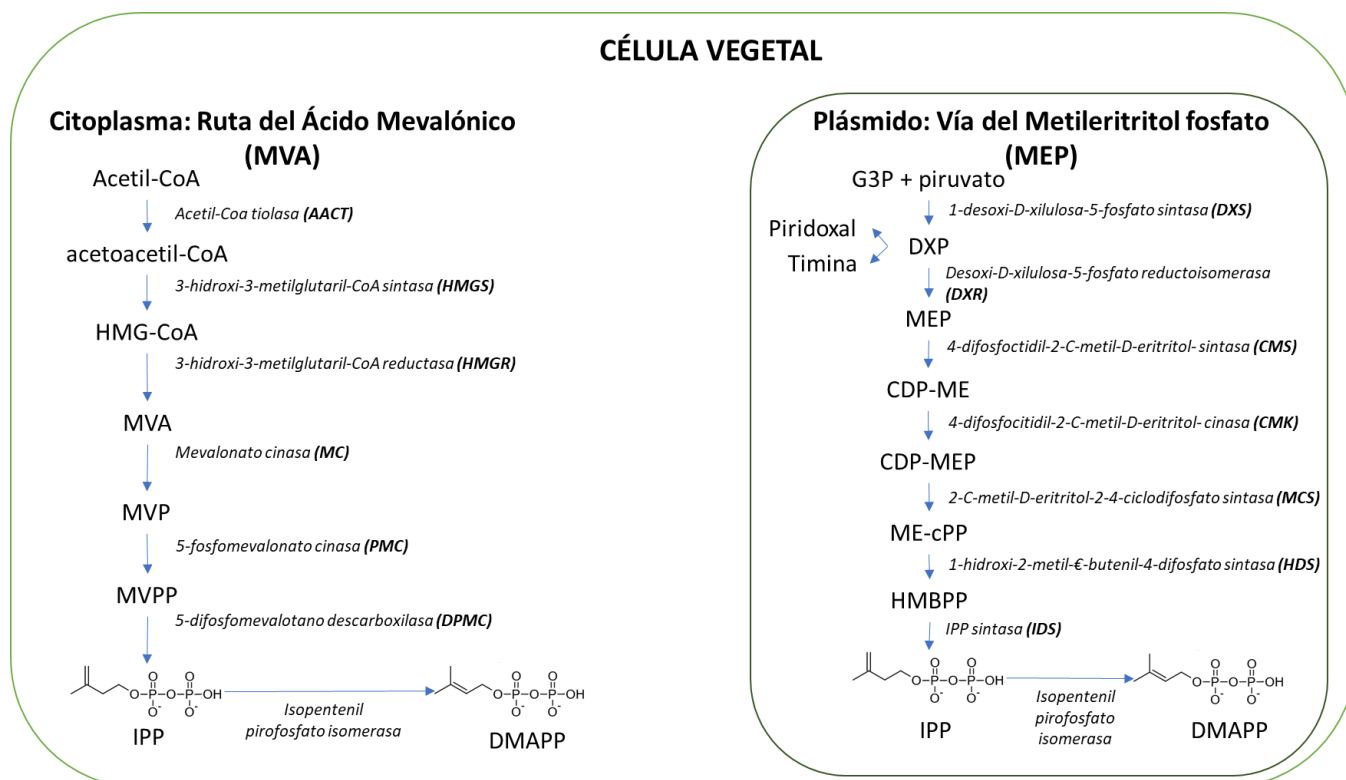 CÉLULA VEGETAL
Citoplasma: Ruta del Ácido Mevalónico
(MVA)
Acetil-CoA
Acetil-Coa tiolasa (AACT)
acetoacetil-CoA
3-hidroxi-3-metilglutaril-CoA sintasa (HMGS)
HMG-CoA
3-hidroxi-3-metilglutaril-CoA reductasa (HMGR)
MVA
Mevalonato cinasa (MC)
MVP
5-fosfomevalonato cinasa (PMC)
MVPP
5-difosfomevalotano descarboxilasa (DPMC)
O O
O-P-O-P-OH
O- O-
IPP
Isopentenil
pirofosfato isomerasa
O O
O-P-O-P-OH
O- O-
DMAPP
Plásmido: Vía del Metileritritol fosfato
(MEP)
G3P + piruvato
1-desoxi-D-xilulosa-5-fosfato sintasa (DXS)
Piridoxal
Timina
DXP
Desoxi-D-xilulosa-5-fosfato reductoisomerasa
(DXR)
MEP
4-difosfoctidil-2-C-metil-D-eritritol- sintasa (CMS)
CDP-ME
4-difosfocitidil-2-C-metil-D-eritritol- cinasa (CMK)
CDP-MEP
2-C-metil-D-eritritol-2-4-ciclodifosfato sintasa (MCS)
ME-cPP
1-hidroxi-2-metil-€-butenil-4-difosfato sintasa (HDS)
HMBPP
IPP sintasa (IDS)
O O
O-P-O-P-OH
O- O-
IPP
Isopentenil
pirofosfato
isomerasa
O O
O-P-O-P-OH
O- O-
DMAPP